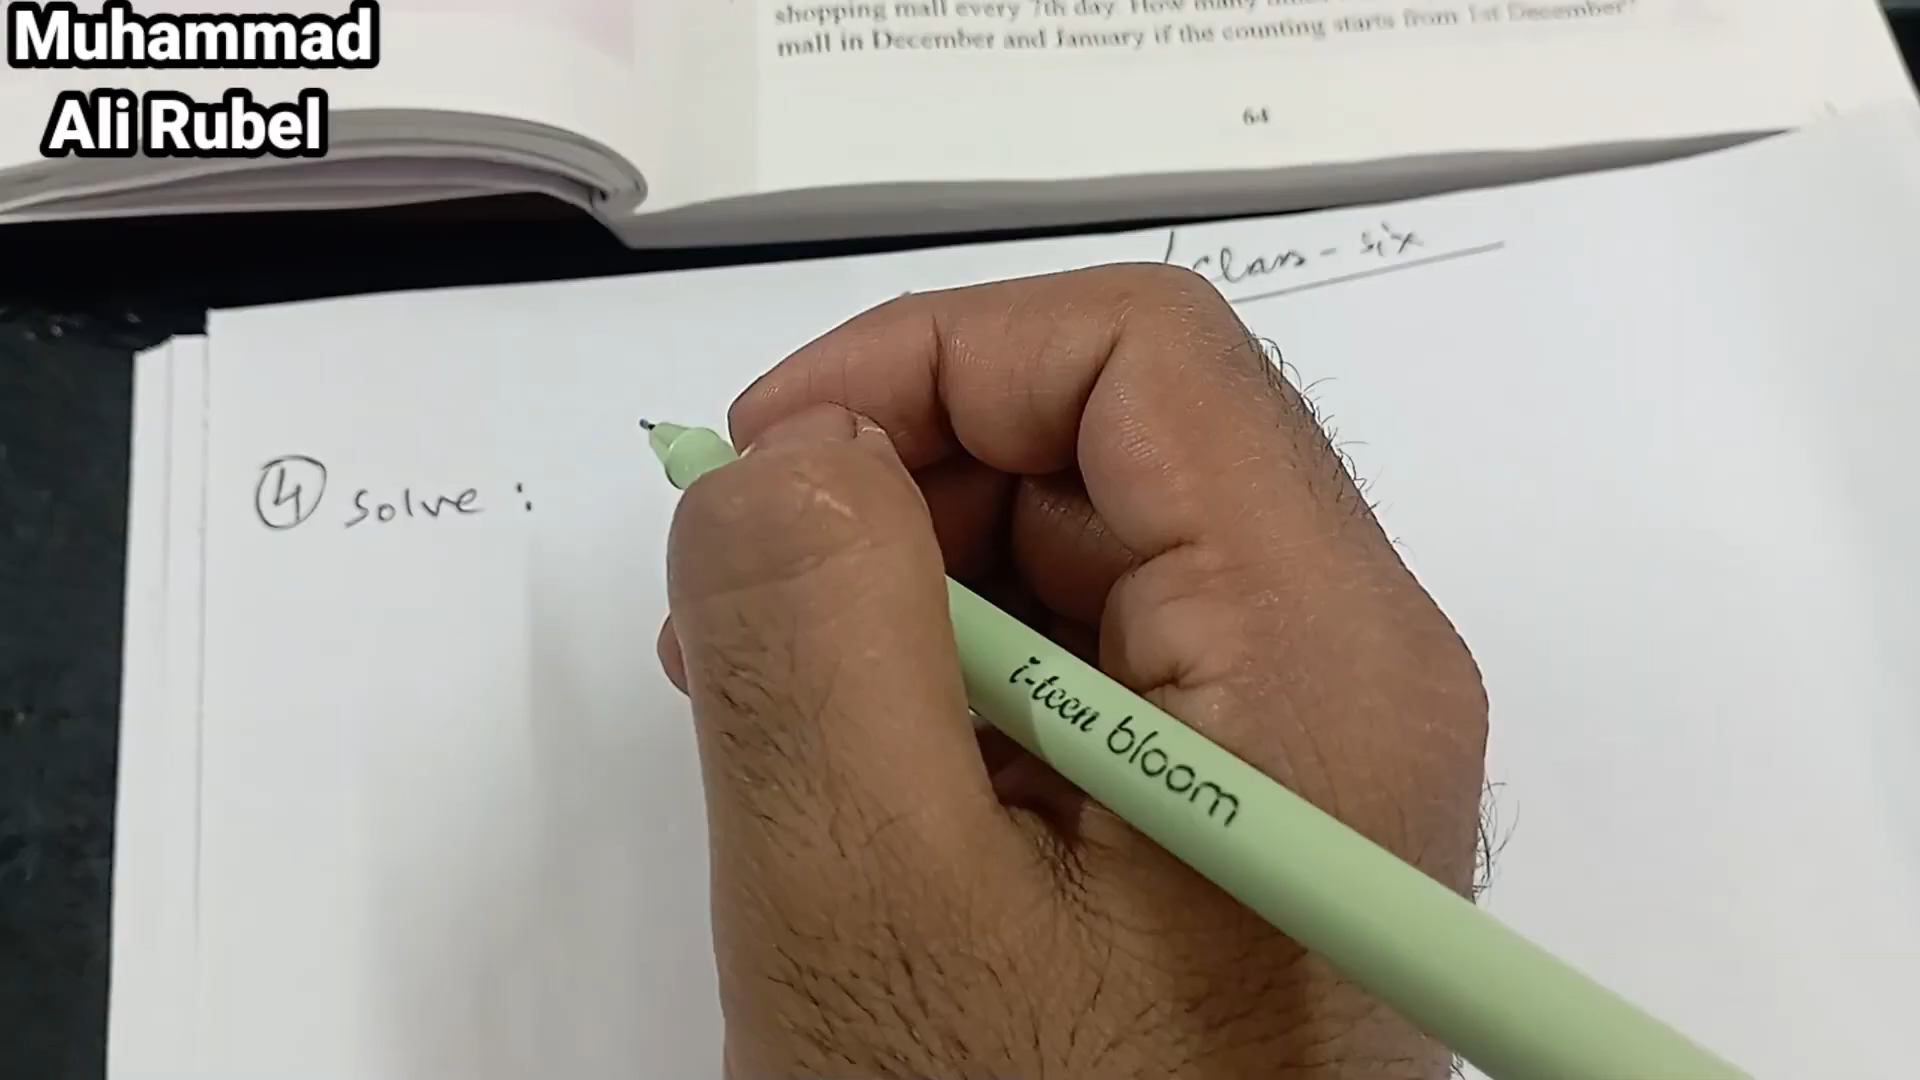 Muhammad
Ali Rubel
shopping mall every 7th day. How many
mall in December and January if the counting starts from 1st December?
64
class - six
④ solve :
i-teen bloom